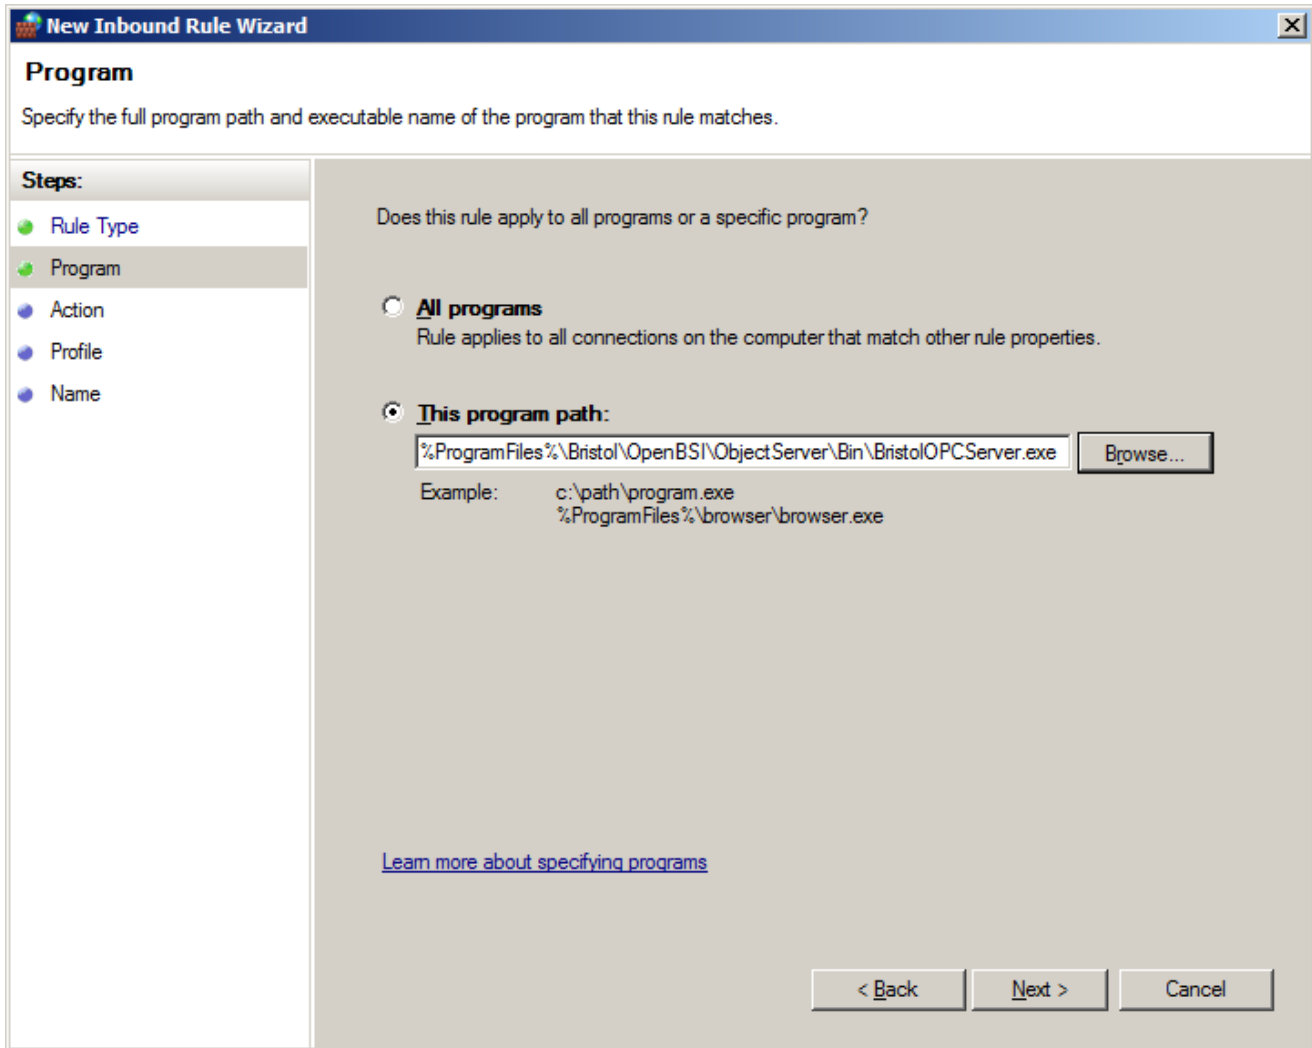 New Inbound Rule Wizard
Program
Specify the full program path and executable name of the program that this rule matches.
Steps:
Rule Type
Program
Action
Profile
Name
Does this rule apply to all programs or a specific program?
All programs
Rule applies to all connections on the computer that match other rule properties.
This program path:
%ProgramFiles%\Bristol\OpenBSI\ObjectServer\Bin\BristolOPCServer.exe
Browse...
Example: c:\path\program.exe
%ProgramFiles%\browser\browser.exe
Learn more about specifying programs
< Back Next > Cancel